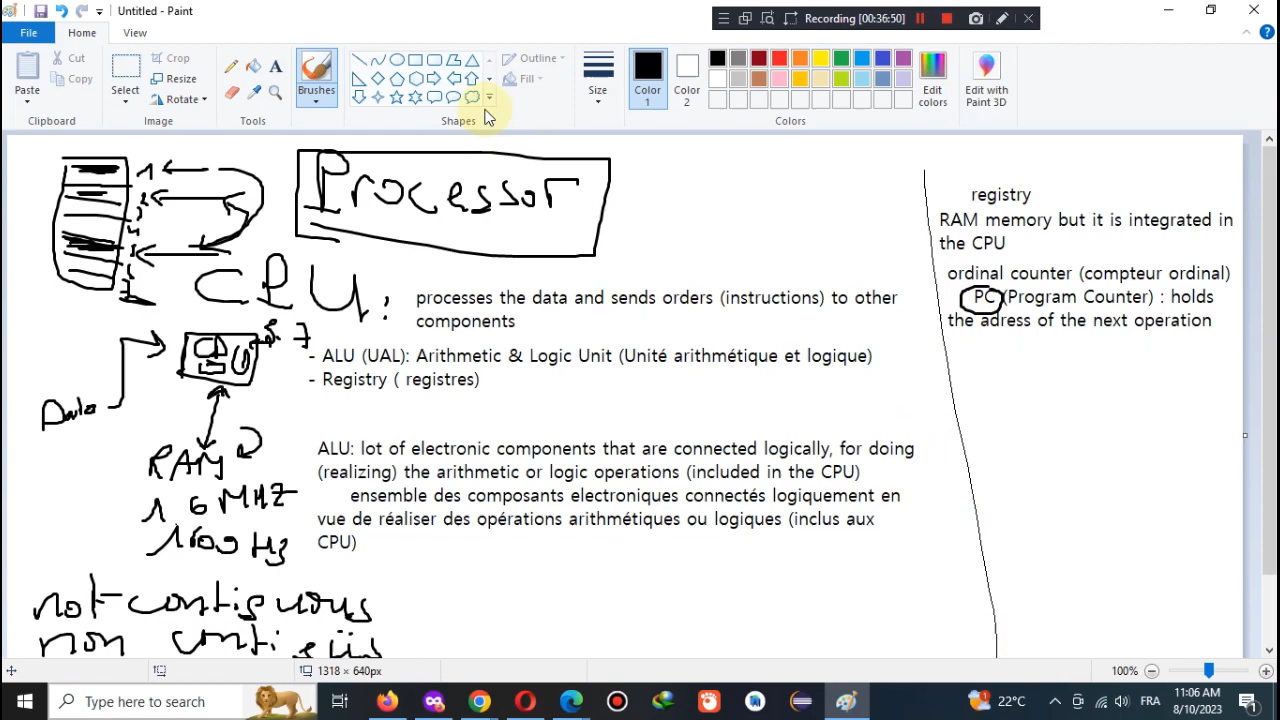 Untitled - Paint
Recording [00:36:50]
File
Home
View
Paste
Cut
Copy
Clipboard
Select
Crop
Resize
Rotate
Image
Tools
Brushes
Shapes
Outline
Fill
Size
Color 1
Color 2
Edit colors
Colors
Edit with Paint 3D
1
2
Processor
CPU:
processes the data and sends orders (instructions) to other
components
- ALU (UAL): Arithmetic & Logic Unit (Unité arithmétique et logique)
- Registry ( registres)
Data
RAM
16 MHZ
1600 Hz
ALU: lot of electronic components that are connected logically, for doing
(realizing) the arithmetic or logic operations (included in the CPU)
ensemble des composants electroniques connectés logiquement en
vue de réaliser des opérations arithmétiques ou logiques (inclus aux
CPU)
not-contiguous
non
registry
RAM memory but it is integrated in
the CPU
ordinal counter (compteur ordinal)
PC (Program Counter) : holds
the adress of the next operation
1318 × 640px
100%
Type here to search
22°C
FRA
11:06 AM
8/10/2023